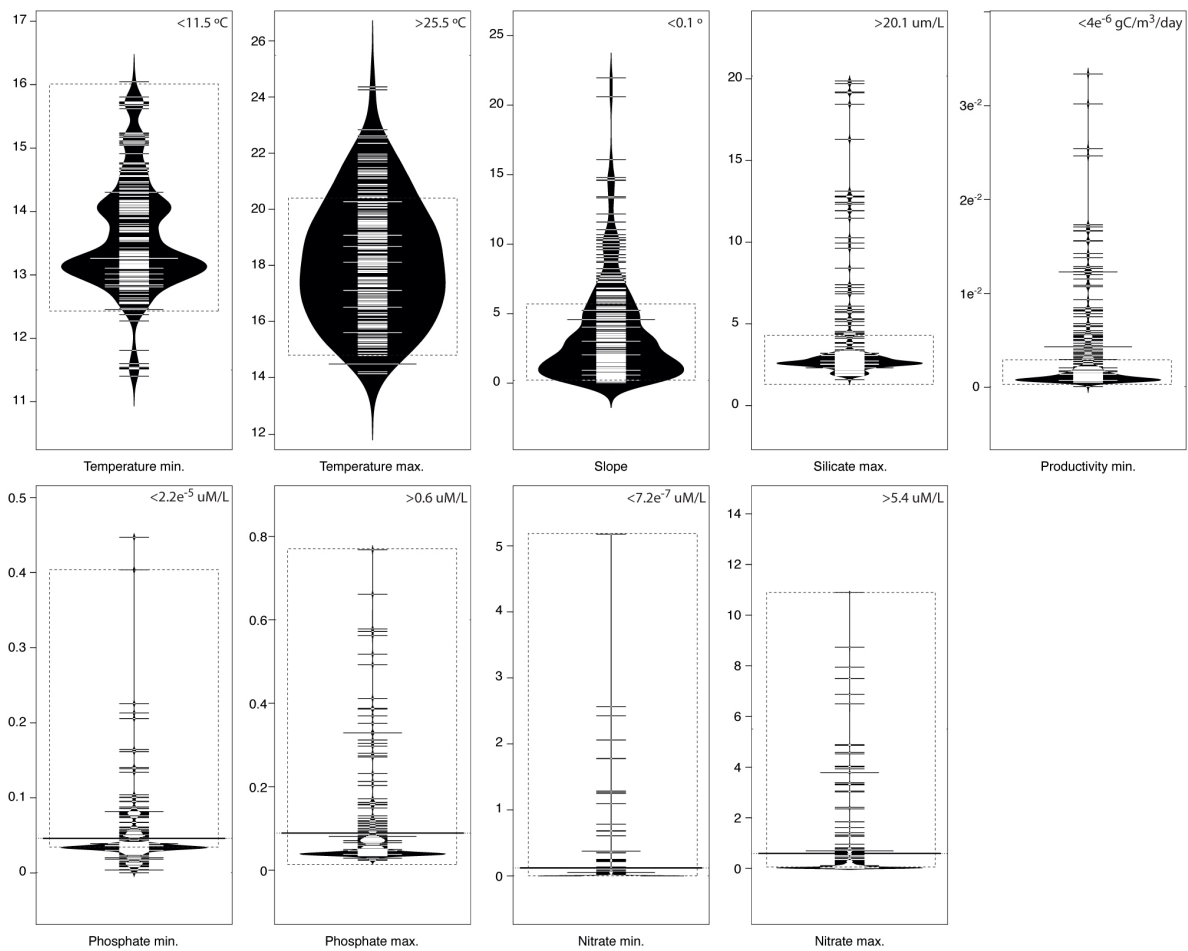 <11.5 ºC
17
16
15
14
13
12
11
Temperature min.
>25.5 ºC
26
24
22
20
18
16
14
12
Temperature max.
<0.1 º
25
20
15
10
5
0
Slope
>20.1 um/L
20
15
10
5
0
Silicate max.
<4e-6 gC/m3/day
3e-2
2e-2
1e-2
0
Productivity min.
<2.2e-5 uM/L
0.5
0.4
0.3
0.2
0.1
0
Phosphate min.
>0.6 uM/L
0.8
0.6
0.4
0.2
0
Phosphate max.
<7.2e-7 uM/L
5
4
3
2
1
0
Nitrate min.
>5.4 uM/L
14
12
10
8
6
4
2
0
Nitrate max.